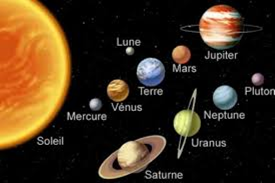 Lune
Jupiter
Mars
Terre
Pluton
Vénus
Mercure
Neptune
Soleil
Uranus
Saturne